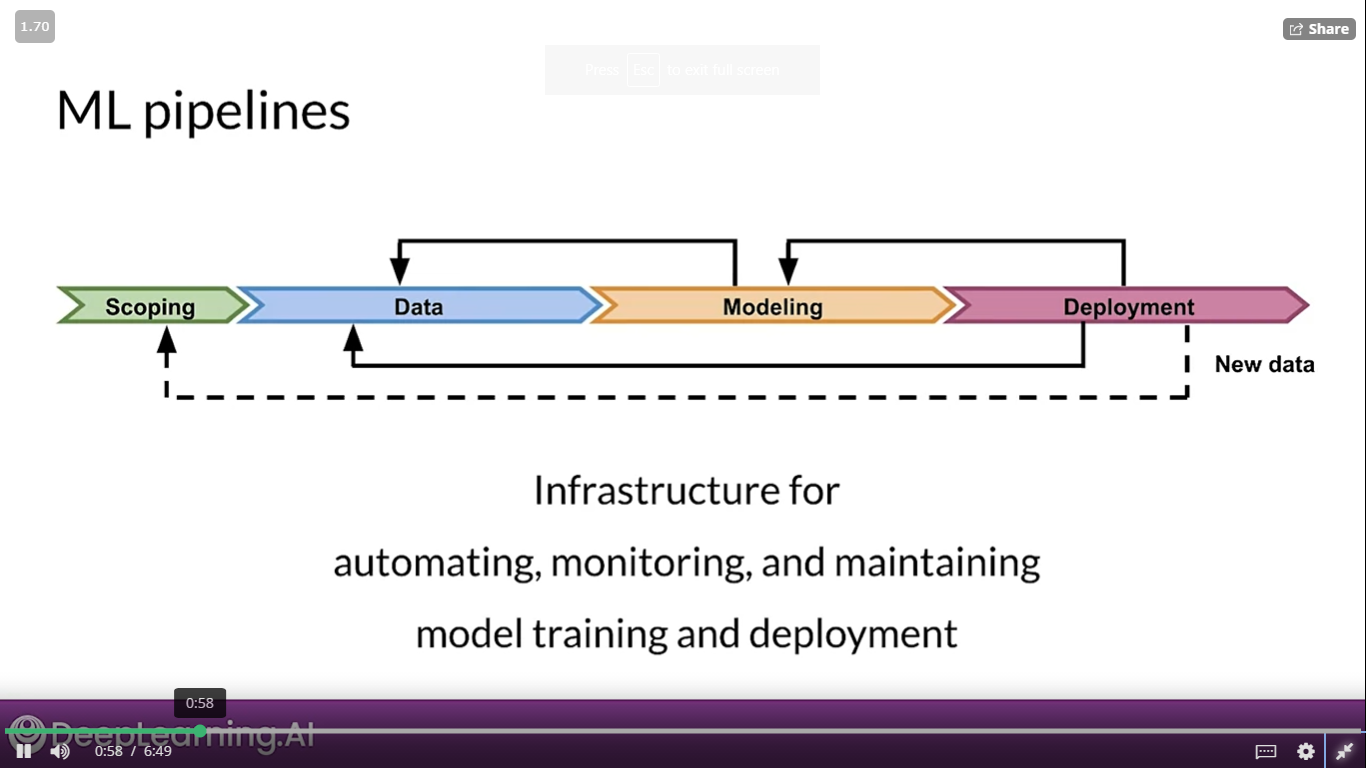 1.70
Share
Press Esc to exit full screen
ML pipelines
Scoping
Data
Modeling
Deployment
New data
Infrastructure for
automating, monitoring, and maintaining
model training and deployment
0:58
DeepLearning.AI
0:58 / 6:49